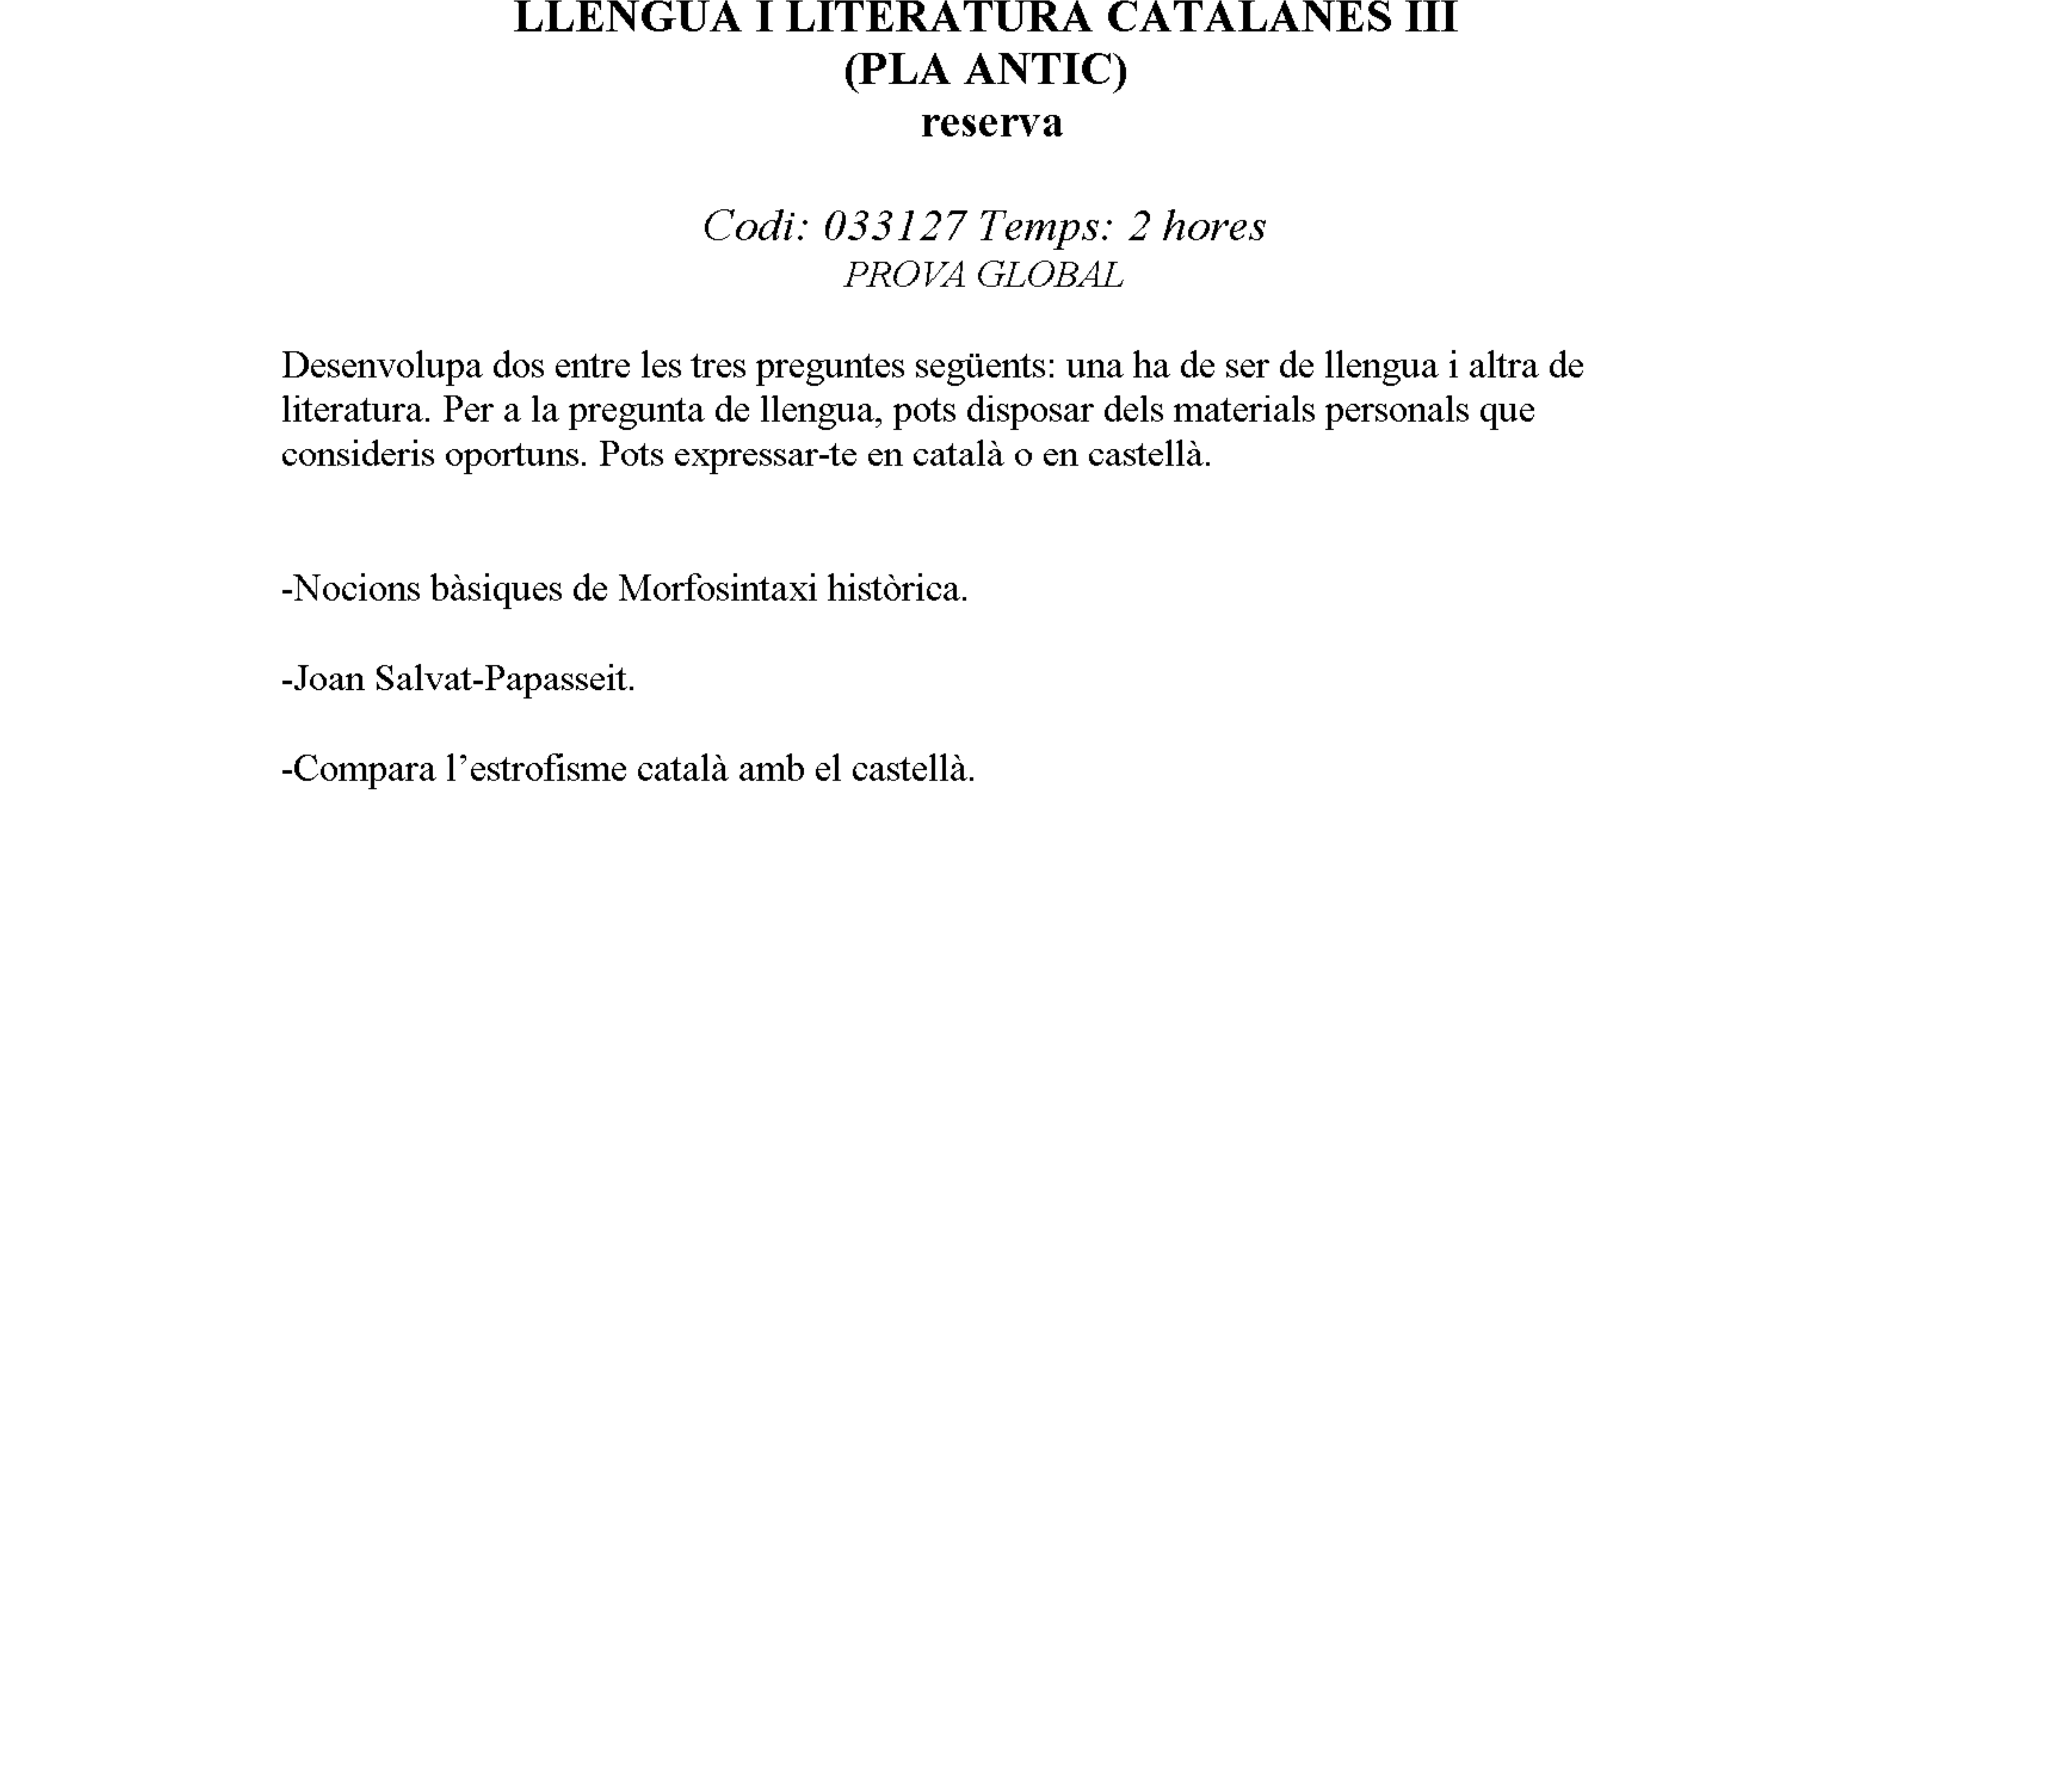 LLENGUA I LITERATURA CATALANES III
(PLA ANTIC)
reserva
Codi: 033127 Temps: 2 hores
PROVA GLOBAL
Desenvolupa dos entre les tres preguntes següents: una ha de ser de llengua i altra de
literatura. Per a la pregunta de llengua, pots disposar dels materials personals que
consideris oportuns. Pots expressar-te en català o en castellà.
-Nocions bàsiques de Morfosintaxi històrica.
-Joan Salvat-Papasseit.
-Compara l’estrofisme català amb el castellà.